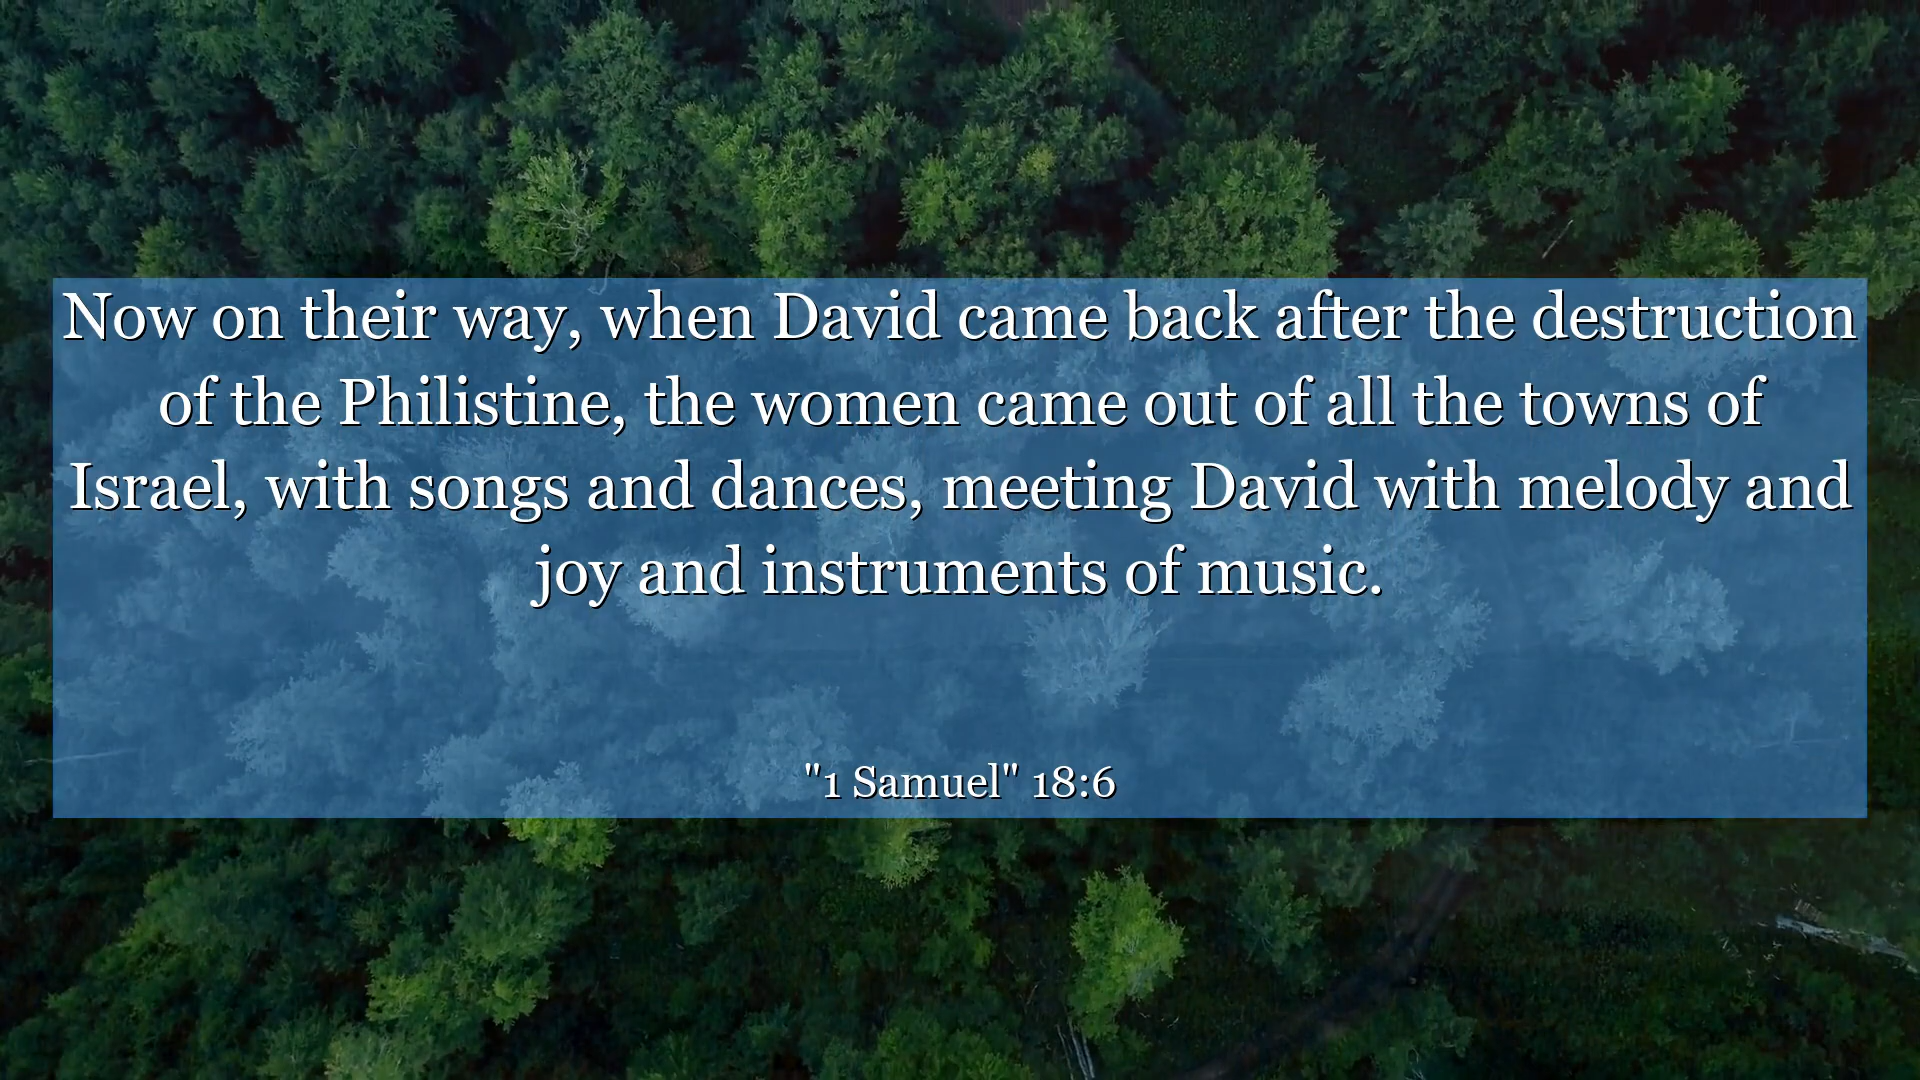 Now on their way, when David came back after the destruction
of the Philistine, the women came out of all the towns of
Israel, with songs and dances, meeting David with melody and
joy and instruments of music.
"1 Samuel" 18:6